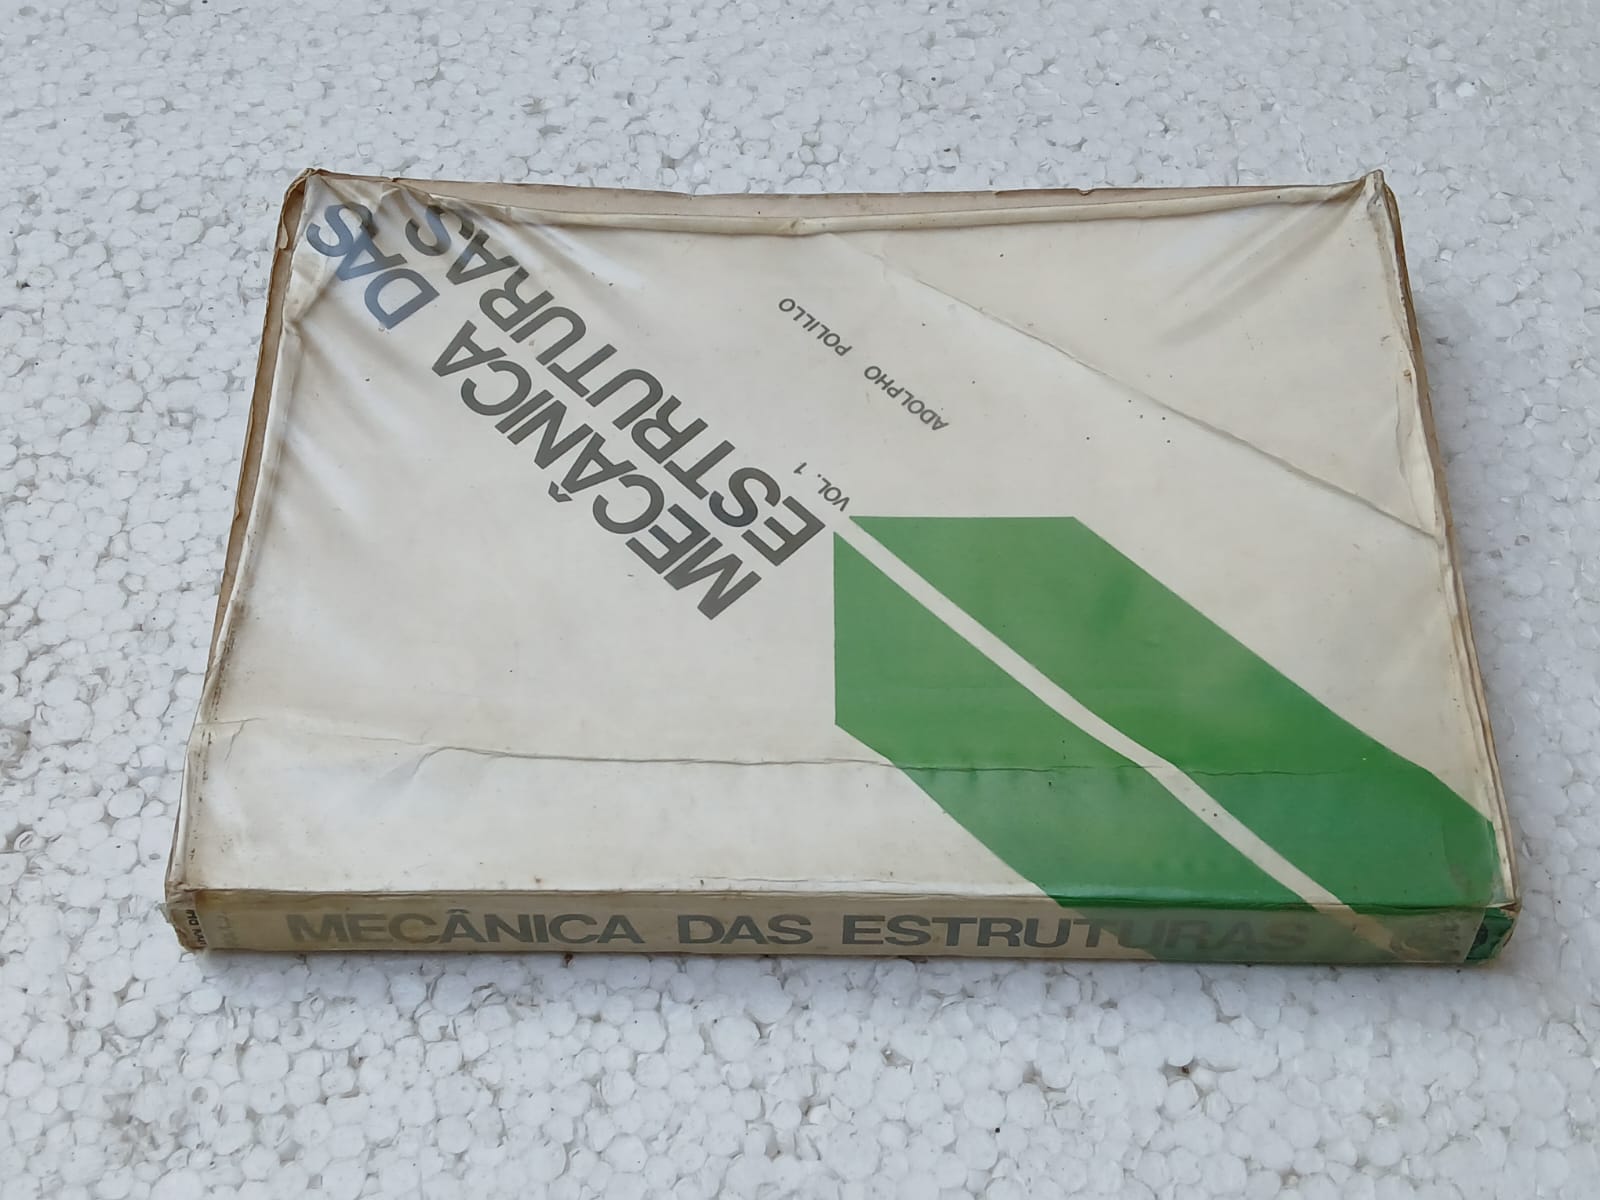 MECÂNICA DAS
ESTRUTURAS
VOL. 1
ADOLPHO POLILLO
MECÂNICA DAS ESTRUTURAS